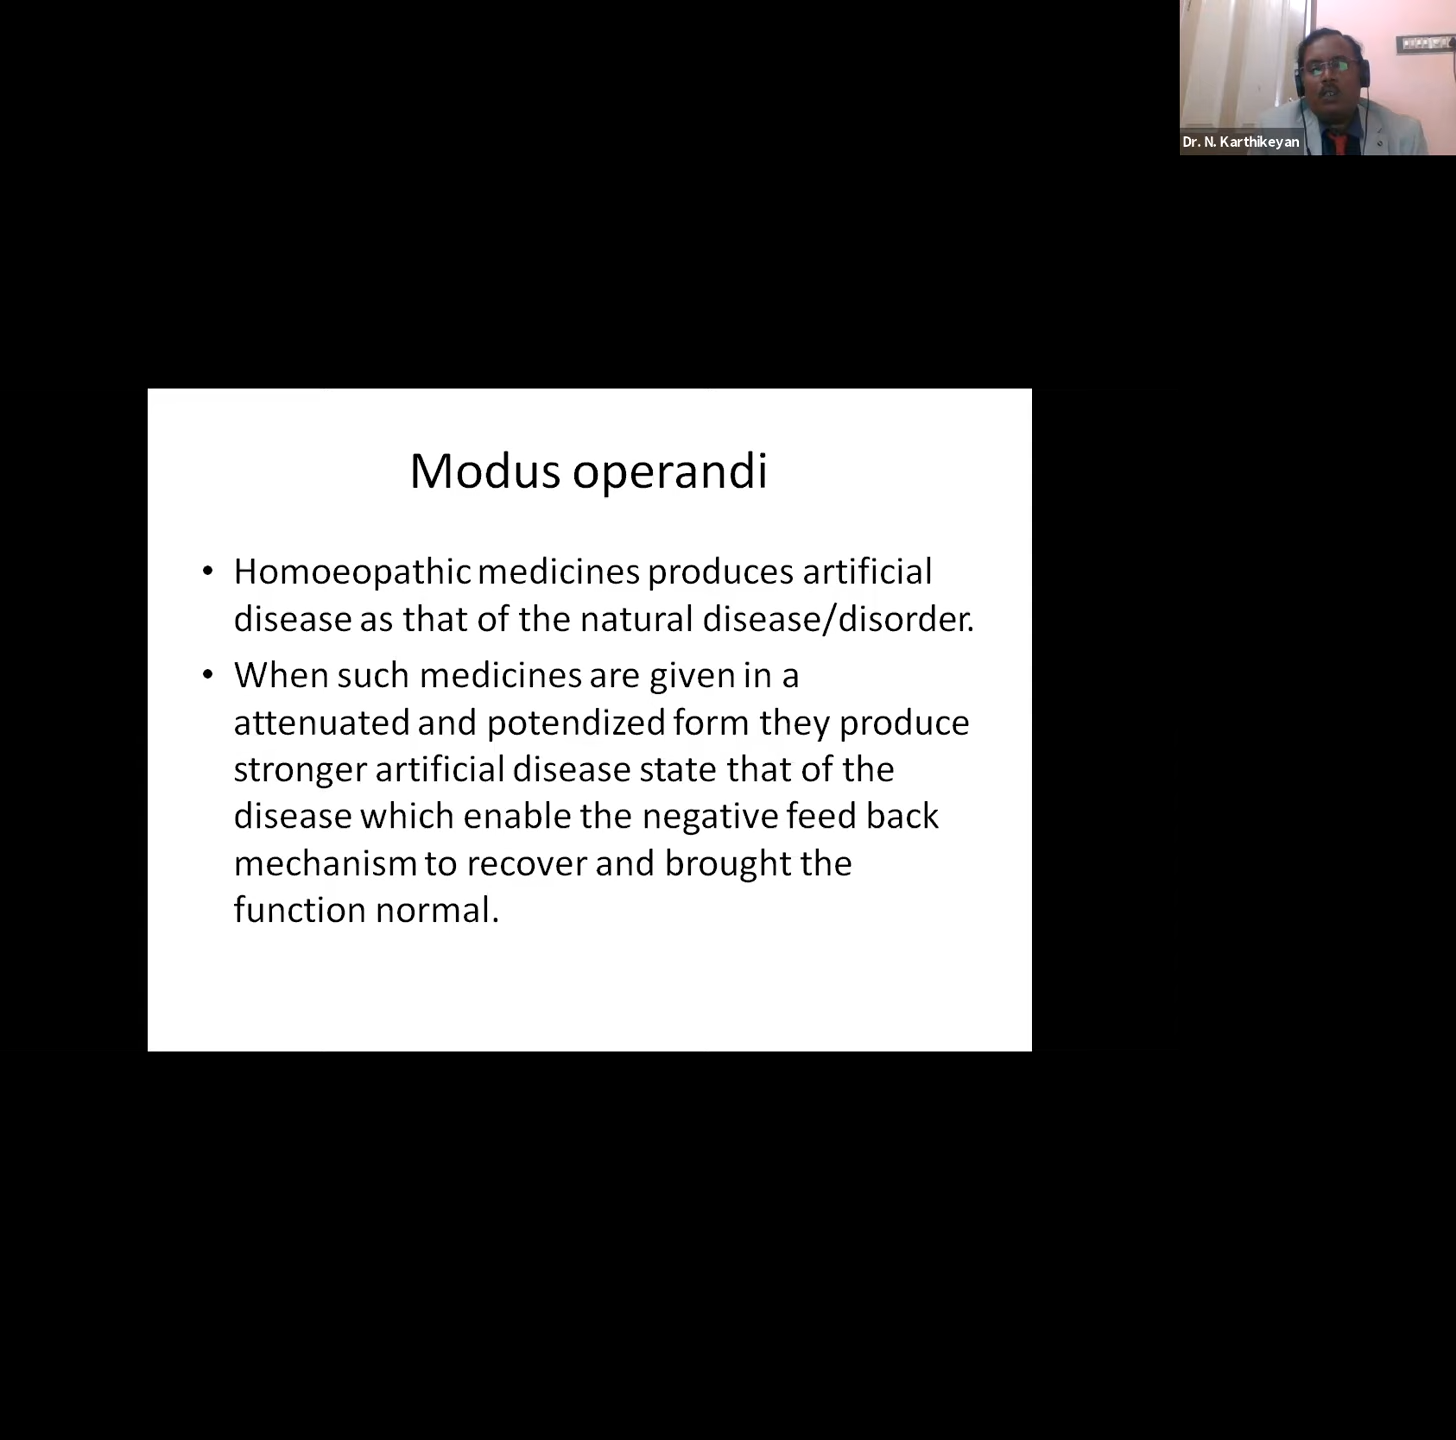 Dr. N. Karthikeyan
Modus operandi
• Homoeopathic medicines produces artificial
disease as that of the natural disease/disorder.
• When such medicines are given in a
attenuated and potendized form they produce
stronger artificial disease state that of the
disease which enable the negative feed back
mechanism to recover and brought the
function normal.